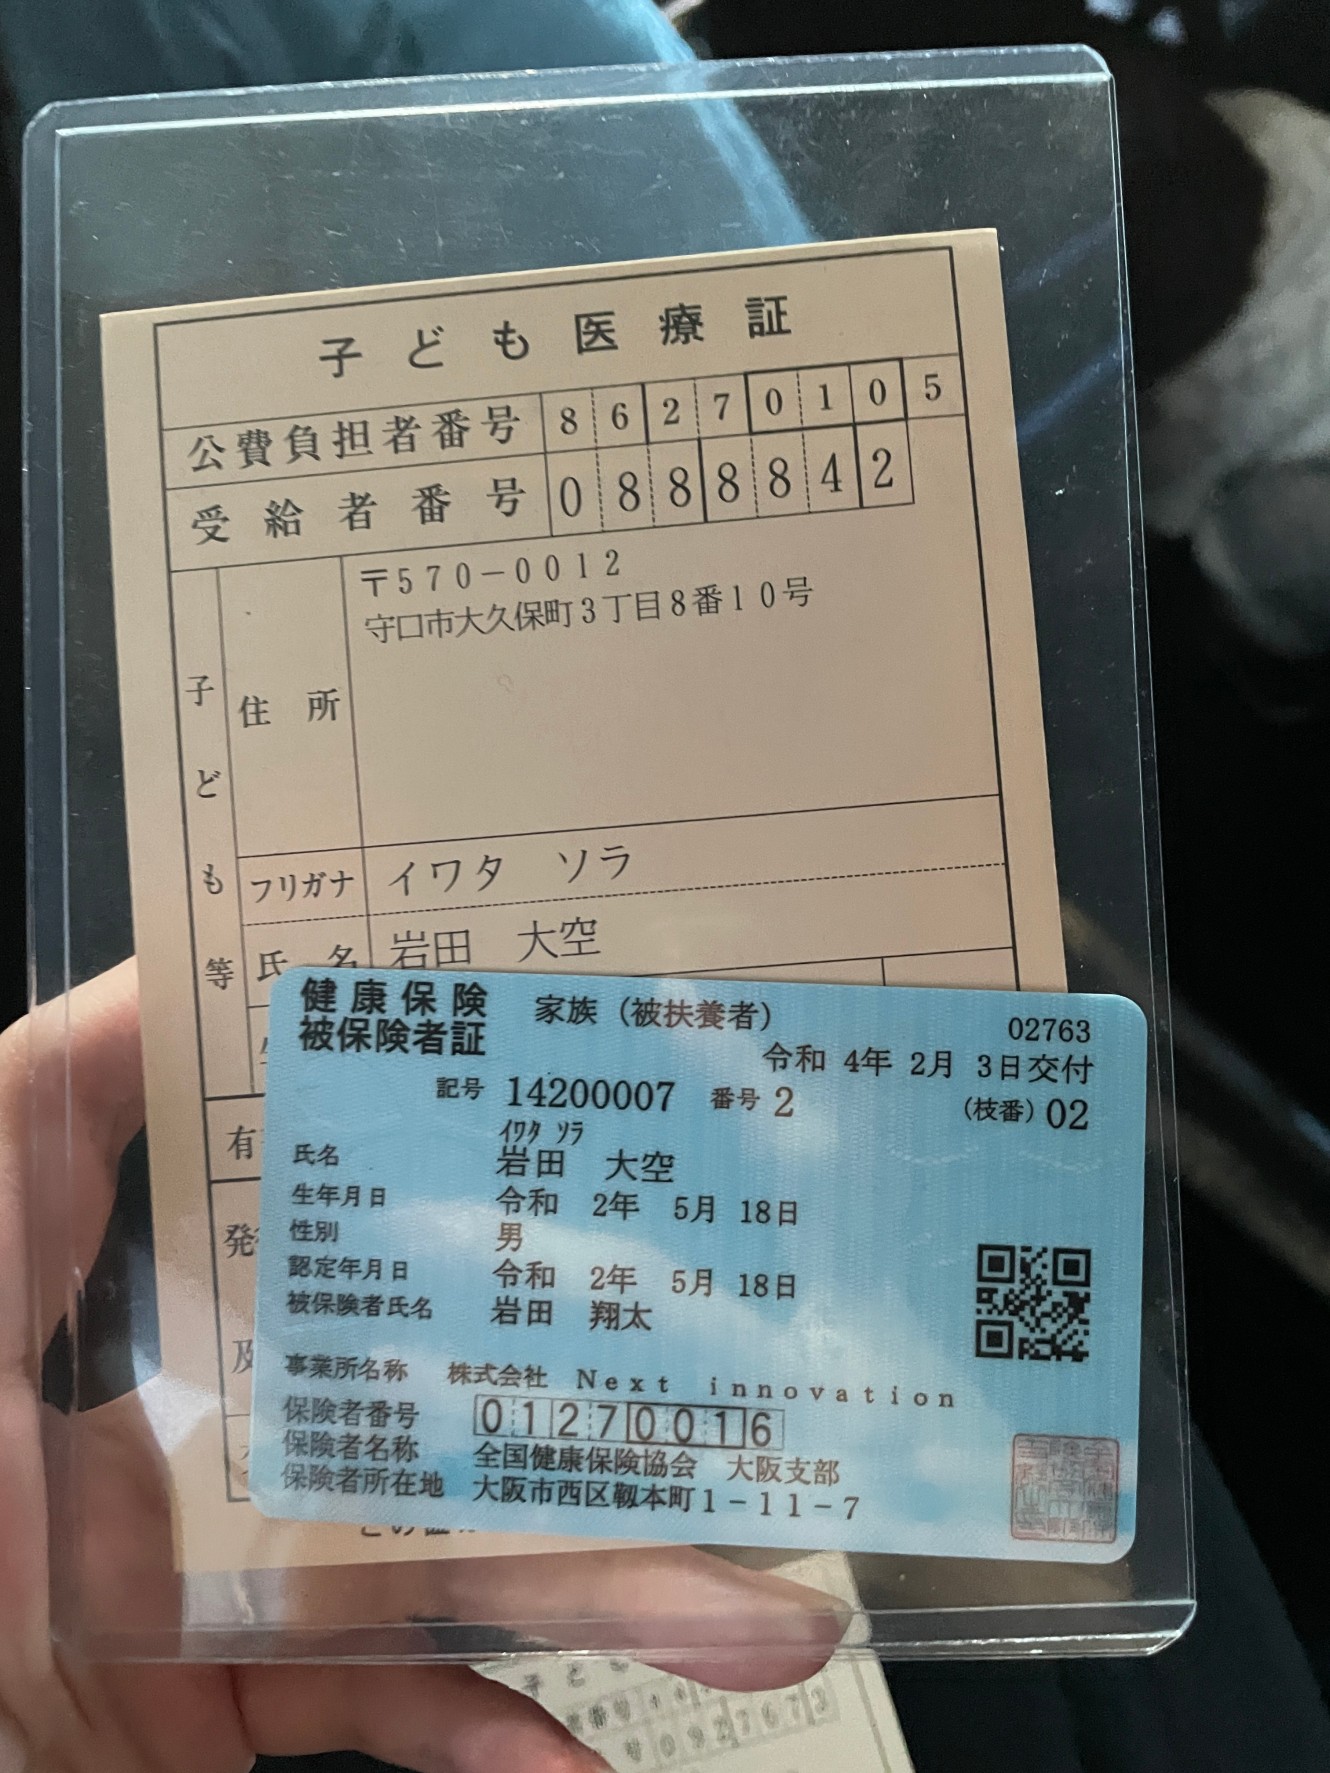 子ども医療証
公費負担者番号 86270105
受給者番号 0888842
子ども等
住所
〒570-0012
守口市大久保町3丁目8番10号
フリガナ イワタ ソラ
氏名 岩田 大空
有
発
及
健康保険
被保険者証
家族(被扶養者)
02763
令和 4年 2月 3日交付
記号 14200007 番号 2 (枝番) 02
イワタ ソラ
氏名 岩田 大空
生年月日 令和 2年 5月 18日
性別 男
認定年月日 令和 2年 5月 18日
被保険者氏名 岩田 翔太
事業所名称 株式会社 Next innovation
保険者番号 01270016
保険者名称 全国健康保険協会 大阪支部
保険者所在地 大阪市西区靱本町1-11-7
子ど